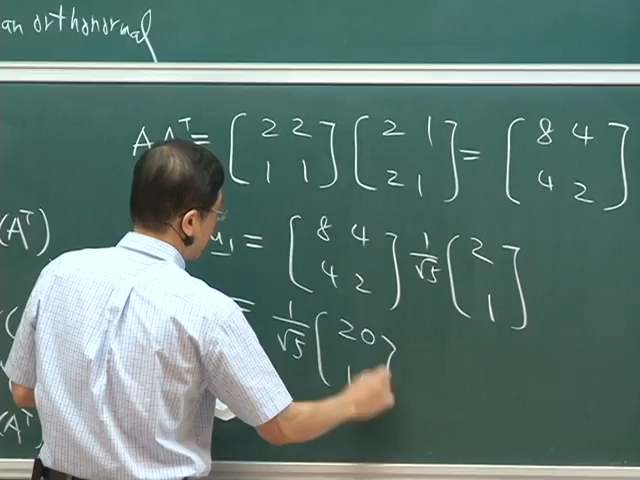 an orthonormal
A A^T = [2 2; 1 1] [2 1; 2 1] = [8 4; 4 2]
(A^T)
u_1 = [8 4; 4 2] 1/√5 [2; 1]
= 1/√5 [20; 1
(A^T)